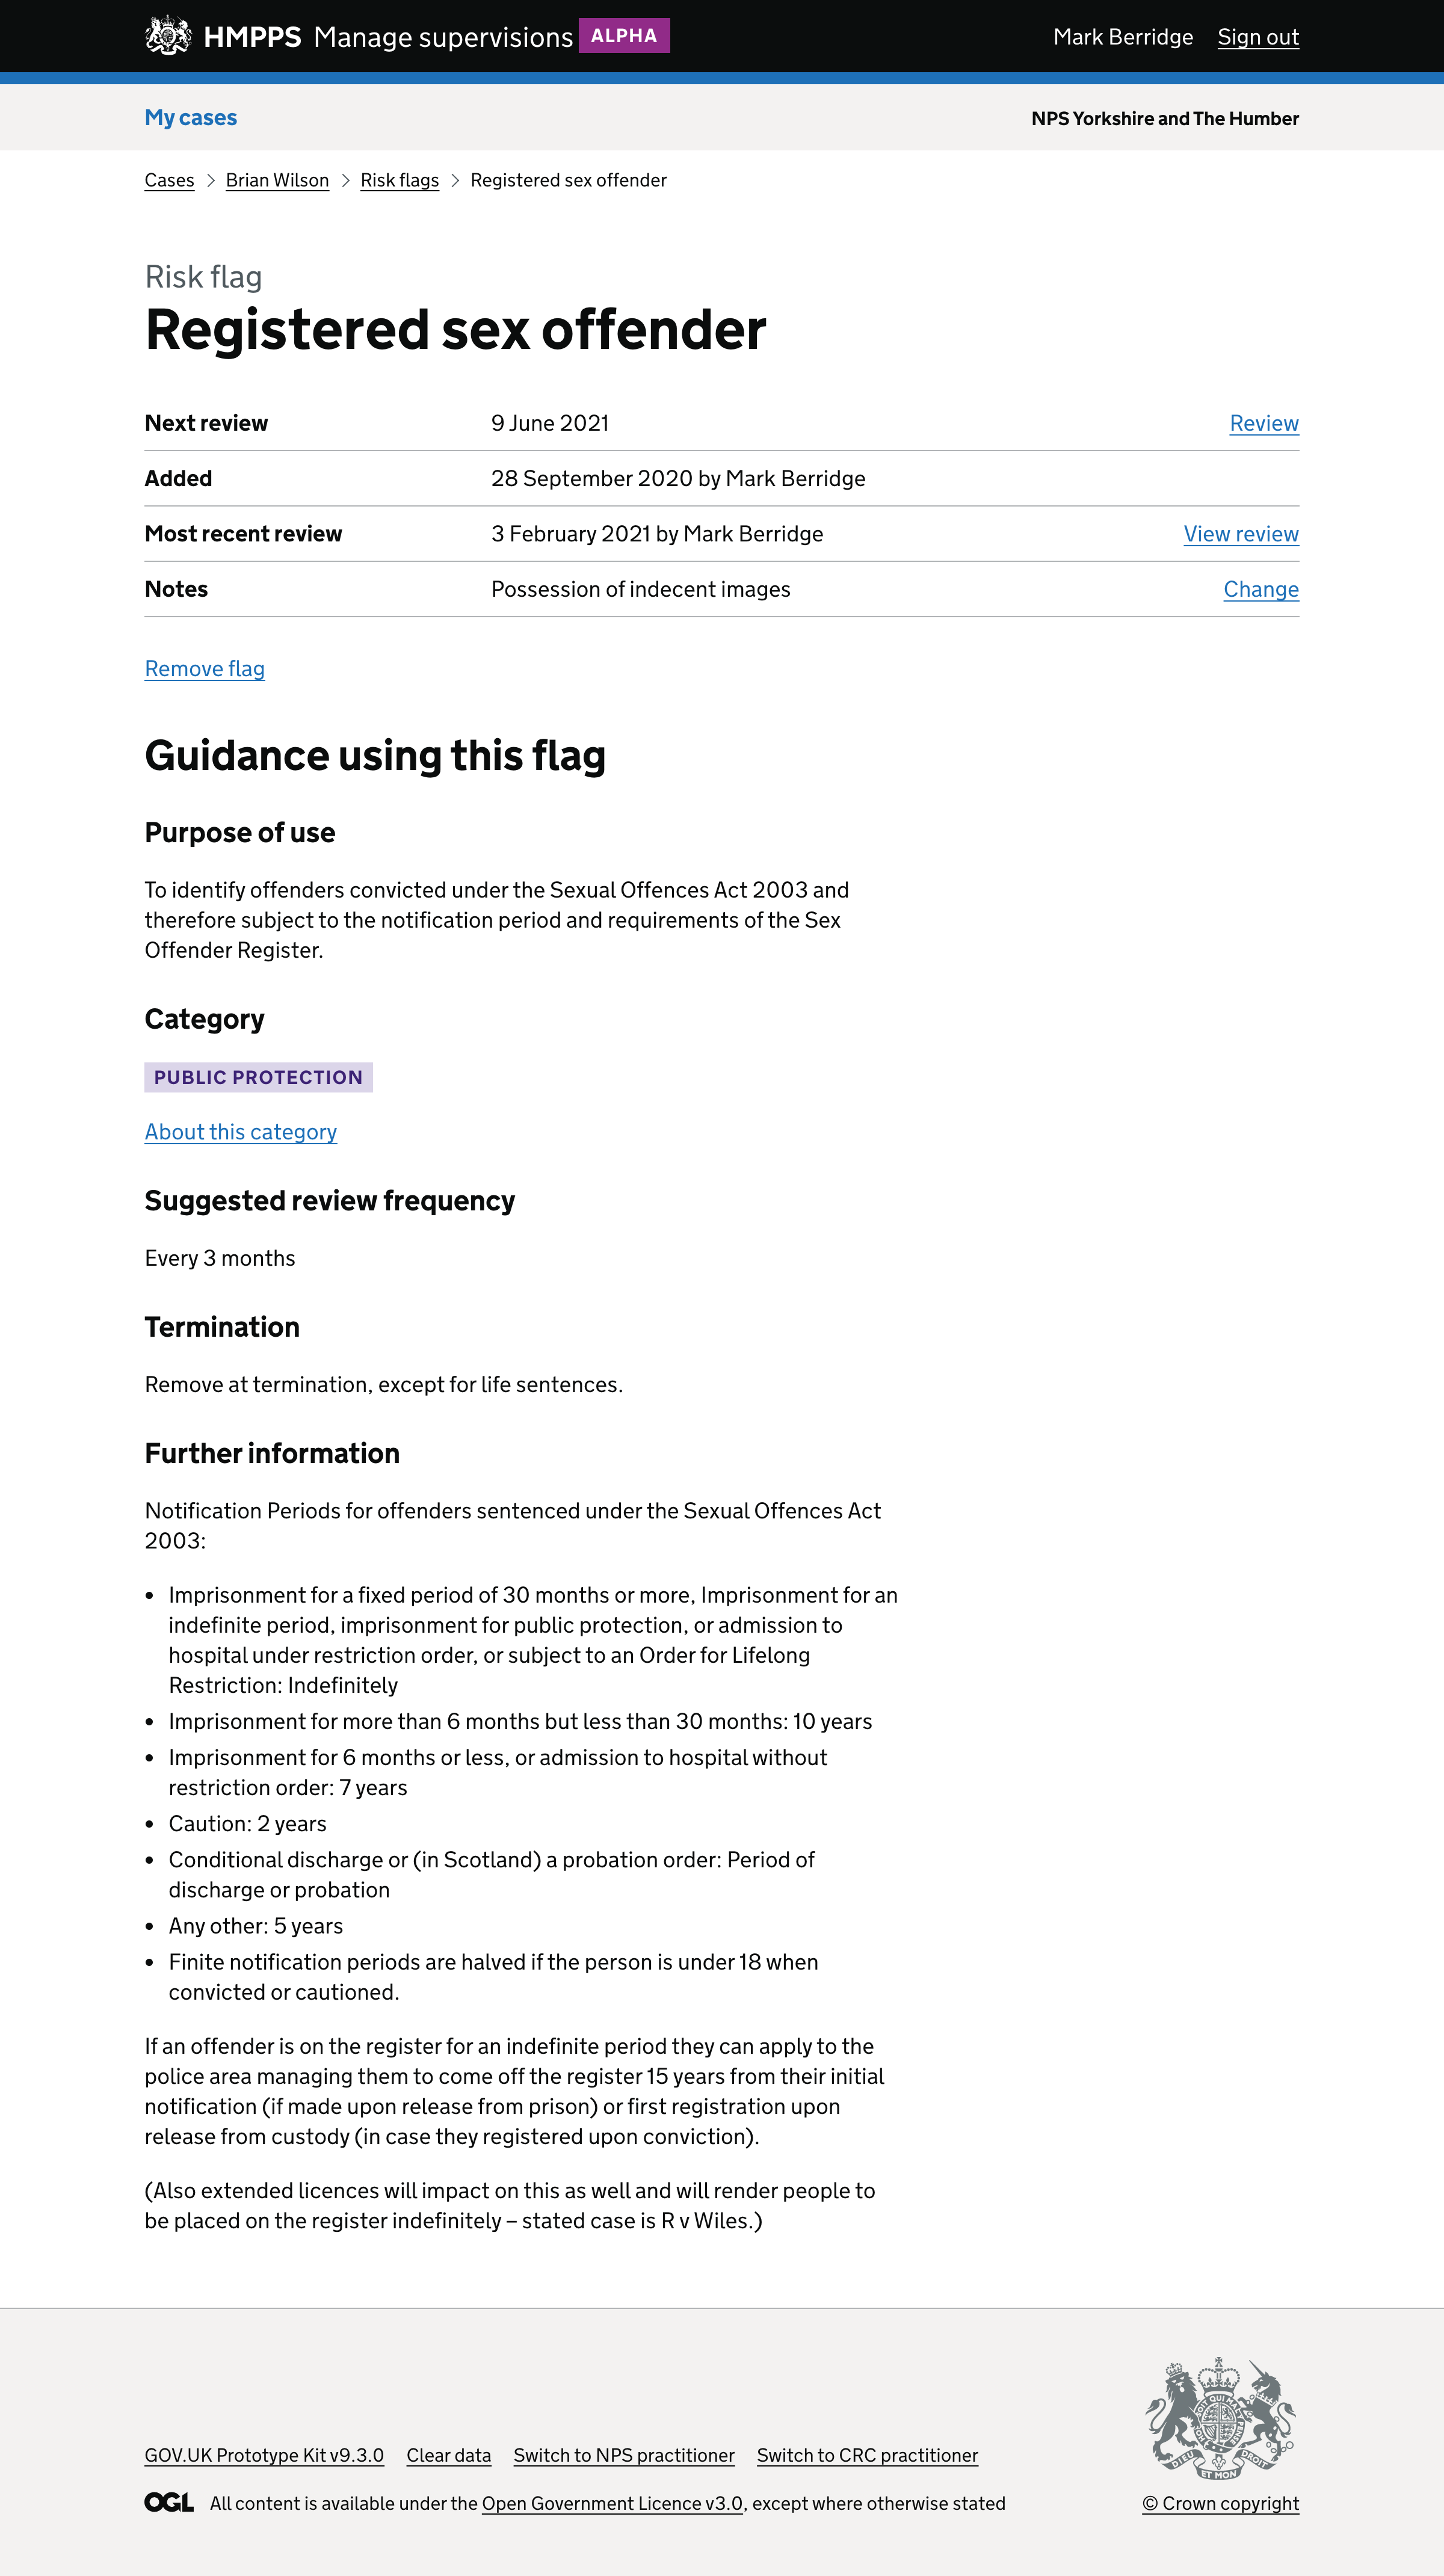 HMPPS Manage supervisions ALPHA Mark Berridge Sign out
My cases NPS Yorkshire and The Humber
Cases Brian Wilson Risk flags Registered sex offender
Risk flag
Registered sex offender
Next review 9 June 2021 Review
Added 28 September 2020 by Mark Berridge
Most recent review 3 February 2021 by Mark Berridge View review
Notes Possession of indecent images Change
Remove flag
Guidance using this flag
Purpose of use
To identify offenders convicted under the Sexual Offences Act 2003 and
therefore subject to the notification period and requirements of the Sex
Offender Register.
Category
PUBLIC PROTECTION
About this category
Suggested review frequency
Every 3 months
Termination
Remove at termination, except for life sentences.
Further information
Notification Periods for offenders sentenced under the Sexual Offences Act
2003:
• Imprisonment for a fixed period of 30 months or more, Imprisonment for an
indefinite period, imprisonment for public protection, or admission to
hospital under restriction order, or subject to an Order for Lifelong
Restriction: Indefinitely
• Imprisonment for more than 6 months but less than 30 months: 10 years
• Imprisonment for 6 months or less, or admission to hospital without
restriction order: 7 years
• Caution: 2 years
• Conditional discharge or (in Scotland) a probation order: Period of
discharge or probation
• Any other: 5 years
• Finite notification periods are halved if the person is under 18 when
convicted or cautioned.
If an offender is on the register for an indefinite period they can apply to the
police area managing them to come off the register 15 years from their initial
notification (if made upon release from prison) or first registration upon
release from custody (in case they registered upon conviction).
(Also extended licences will impact on this as well and will render people to
be placed on the register indefinitely – stated case is R v Wiles.)
GOV.UK Prototype Kit v9.3.0 Clear data Switch to NPS practitioner Switch to CRC practitioner
DIEU ET MON DROIT
OGL All content is available under the Open Government Licence v3.0, except where otherwise stated
© Crown copyright